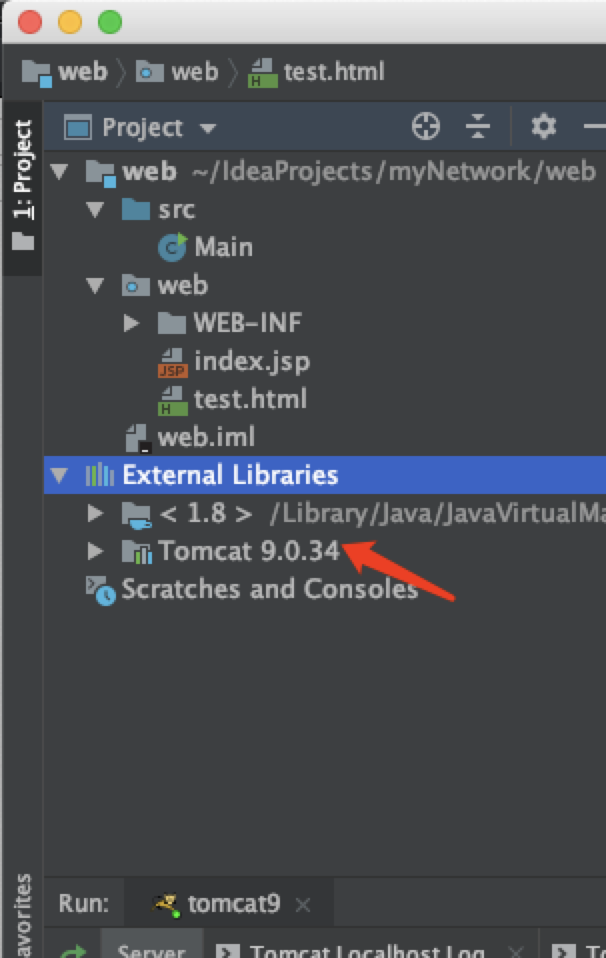 web web test.html
1: Project
Project
web ~/IdeaProjects/myNetwork/web
src
C Main
web
WEB-INF
JSP index.jsp
H test.html
web.iml
External Libraries
< 1.8 > /Library/Java/JavaVirtualMa
Tomcat 9.0.34
Scratches and Consoles
avorites
Run: tomcat9
Server Tomcat Localhost Log To